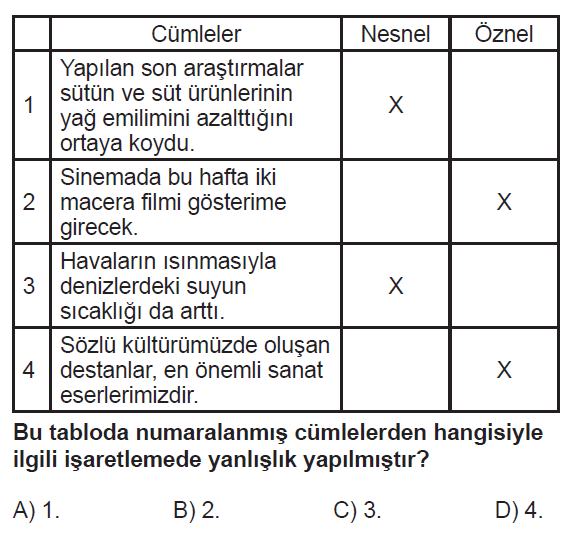 Cümleler Nesnel Öznel
1 Yapılan son araştırmalar
sütün ve süt ürünlerinin
yağ emilimini azalttığını
ortaya koydu. X
2 Sinemada bu hafta iki
macera filmi gösterime
girecek. X
3 Havaların ısınmasıyla
denizlerdeki suyun
sıcaklığı da arttı. X
4 Sözlü kültürümüzde oluşan
destanlar, en önemli sanat
eserlerimizdir. X
Bu tabloda numaralanmış cümlelerden hangisiyle
ilgili işaretlemede yanlışlık yapılmıştır?
A) 1. B) 2. C) 3. D) 4.